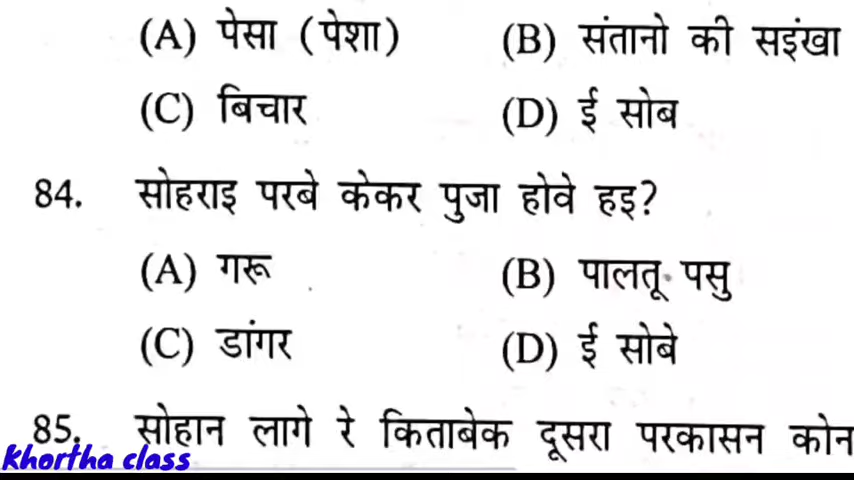 (A) पेसा (पेशा) (B) संतानो की सइंखा
(C) बिचार (D) ई सोब
84. सोहराइ परबे केकर पुजा होवे हइ?
(A) गरू (B) पालतू पसु
(C) डांगर (D) ई सोबे
85. सोहान लागे रे किताबेक दूसरा परकासन कोन
Khortha class